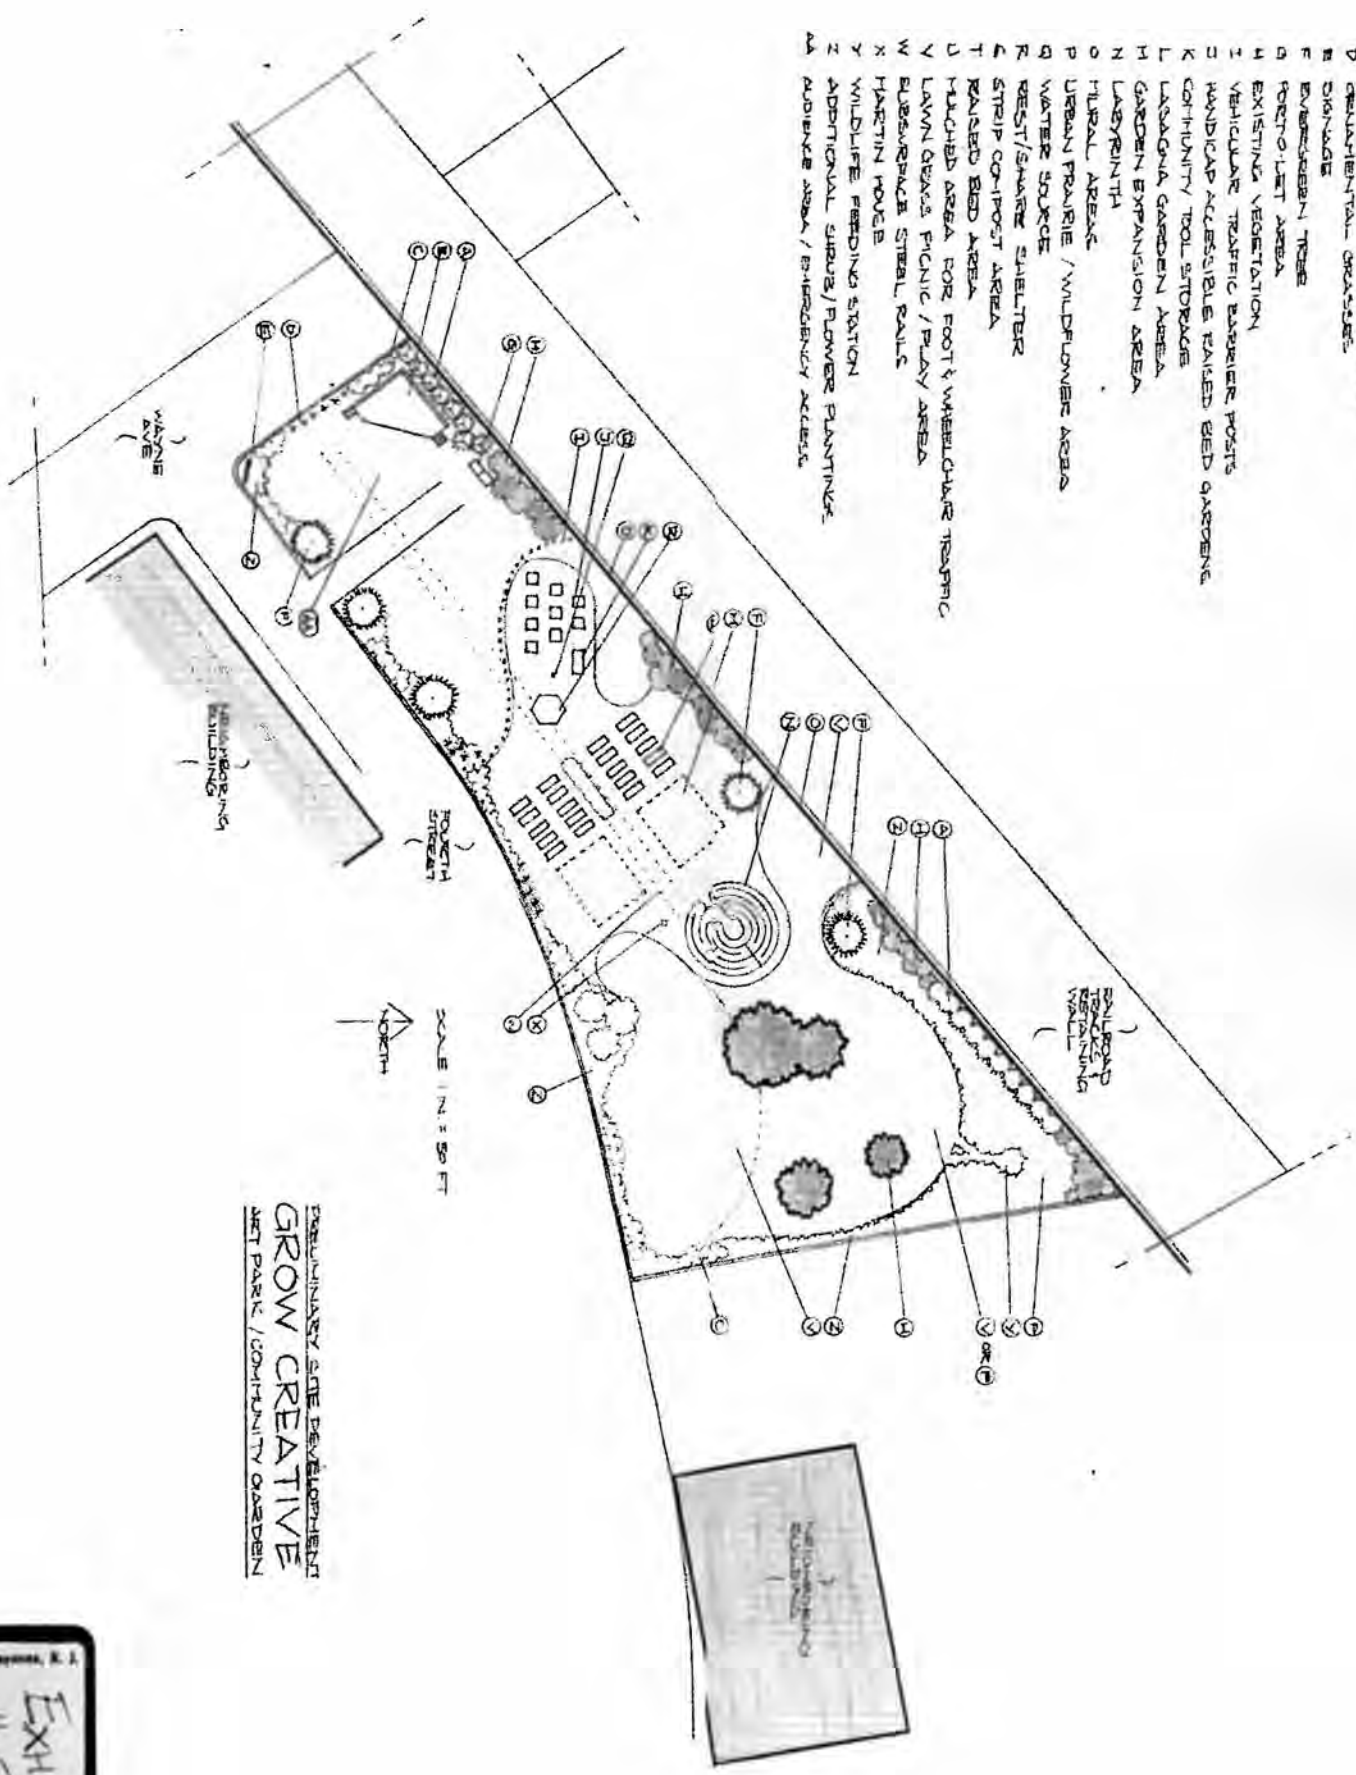 D ORNAMENTAL GRASSES
E SIGNAGE
F EVERGREEN TREE
G PORTO-LET AREA
H EXISTING VEGETATION
I VEHICULAR TRAFFIC BARRIER POSTS
J HANDICAP ACCESSIBLE RAISED BED GARDENS
K COMMUNITY TOOL STORAGE
L LASAGNA GARDEN AREA
M GARDEN EXPANSION AREA
N LABYRINTH
O MURAL AREAS
P URBAN PRAIRIE / WILDFLOWER AREA
Q WATER SOURCE
R REST/SHADE SHELTER
S STRIP COMPOST AREA
T RAISED BED AREA
U MULCHED AREA FOR FOOT & WHEELCHAIR TRAFFIC
V LAWN GRASS PICNIC / PLAY AREA
W SUBSURFACE STEEL RAILS
X MARTIN HOUSE
Y WILDLIFE FEEDING STATION
Z ADDITIONAL SHRUB/FLOWER PLANTINGS
AA AUDIENCE AREA / EMERGENCY ACCESS
RAILROAD
TRACKS &
RETAINING
WALL
A
B
C
H
G
D
E
WAYNE
AVE
Z
F
AA
NEIGHBORING
BUILDING
FOURTH
STREET
F
N
O
V
Z
H
A
X
Z
SCALE 1 IN = 50 FT
NORTH
C
V
Z
H
V OR P
NEIGHBORING
BUILDING
PRELIMINARY SITE DEVELOPMENT
GROW CREATIVE
ART PARK / COMMUNITY GARDEN
EXH